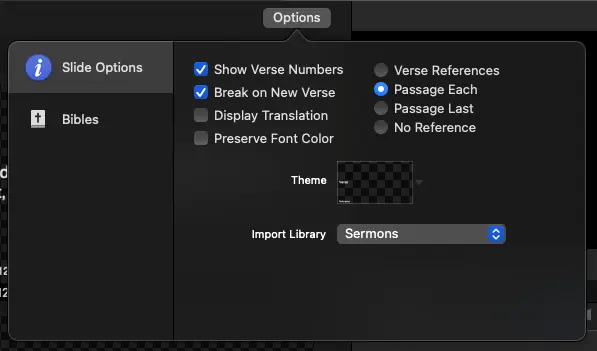 Options
Slide Options
Bibles
Show Verse Numbers
Break on New Verse
Display Translation
Preserve Font Color
Verse References
Passage Each
Passage Last
No Reference
Theme
Import Library
Sermons